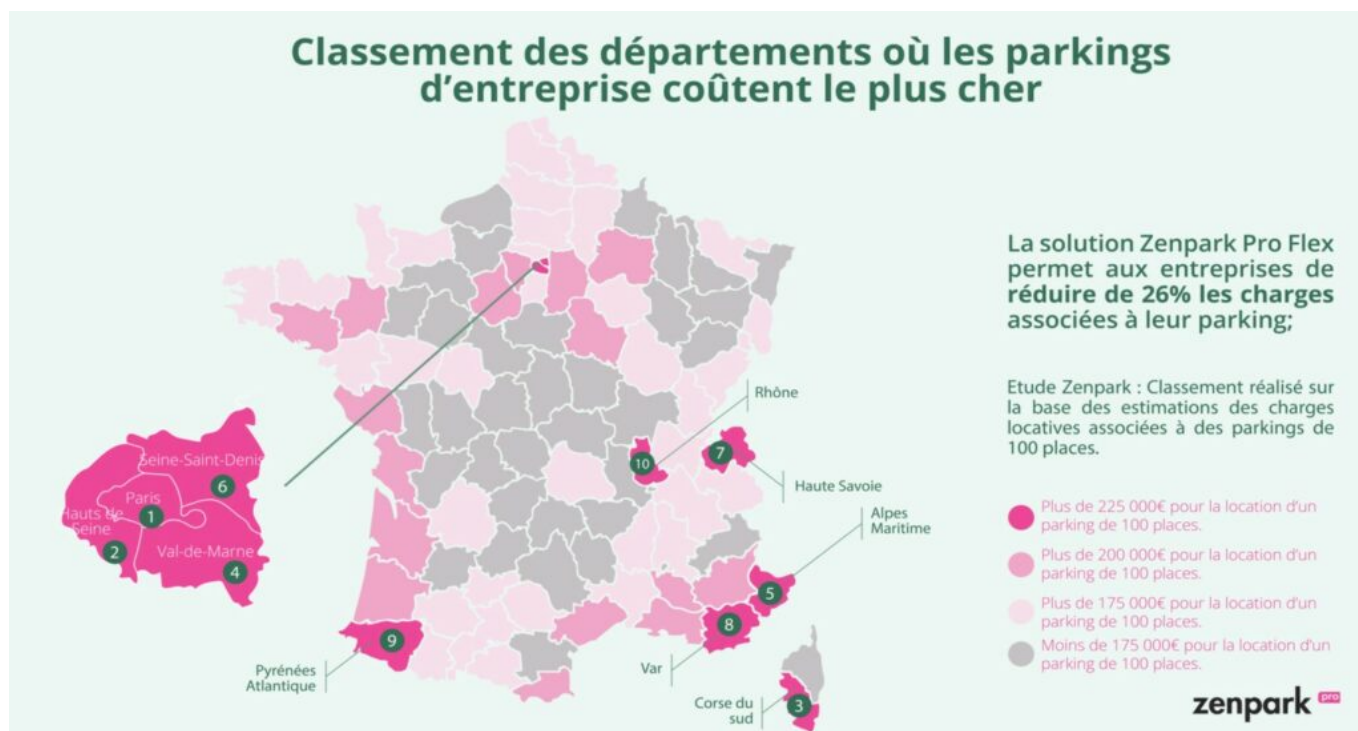 Classement des départements où les parkings
d'entreprise coûtent le plus cher
La solution Zenpark Pro Flex
permet aux entreprises de
réduire de 26% les charges
associées à leur parking;
Etude Zenpark : Classement réalisé sur
la base des estimations des charges
locatives associées à des parkings de
100 places.
Rhône
10
7
Haute Savoie
Alpes
Maritime
5
8
Var
9
Pyrénées
Atlantique
Corse du
sud
3
Seine-Saint-Denis
6
Paris
1
Hauts de
Seine
2
Val-de-Marne
4
Plus de 225 000€ pour la location d'un
parking de 100 places.
Plus de 200 000€ pour la location d'un
parking de 100 places.
Plus de 175 000€ pour la location d'un
parking de 100 places.
Moins de 175 000€ pour la location d'un
parking de 100 places.
zenpark pro